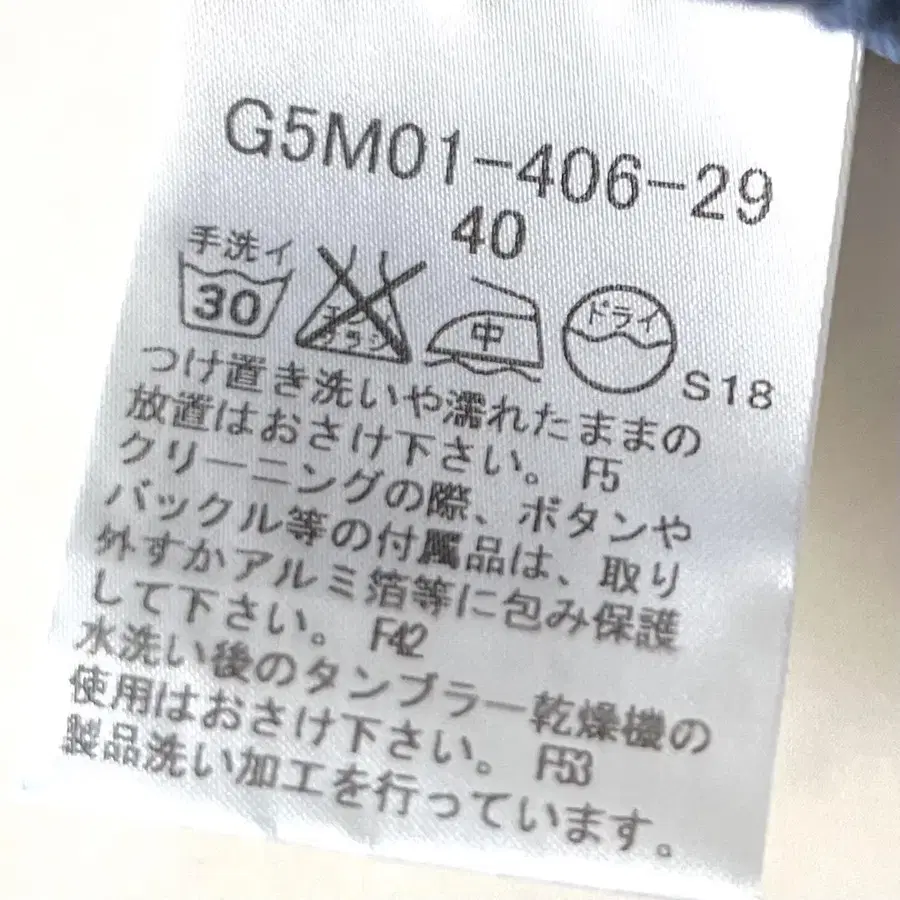 G5M01-406-29
40
手洗イ
30
エンソ
サラシ
中
ドライ
S18
つけ置き洗いや濡れたままの
放置はおさけ下さい。 F5
クリーニングの際、ボタンや
バックル等の付属品は、取り
外すかアルミ箔等に包み保護
して下さい。 F42
水洗い後のタンブラー乾燥機の
使用はおさけ下さい。 F53
製品洗い加工を行っています。